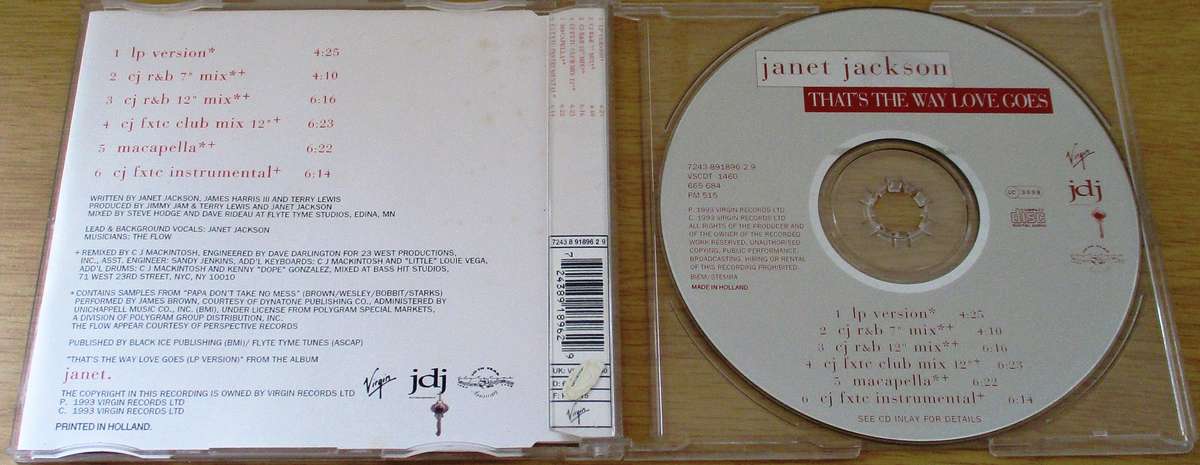 1 lp version* 4:25
2 cj r&b 7" mix*+ 4:10
3 cj r&b 12" mix*+ 6:16
4 cj fxtc club mix 12"+ 6:23
5 macapella*+ 6:22
6 cj fxtc instrumental+ 6:14
WRITTEN BY JANET JACKSON, JAMES HARRIS III AND TERRY LEWIS
PRODUCED BY JIMMY JAM & TERRY LEWIS AND JANET JACKSON
MIXED BY STEVE HODGE AND DAVE RIDEAU AT FLYTE TYME STUDIOS, EDINA, MN
LEAD & BACKGROUND VOCALS: JANET JACKSON
MUSICIANS: THE FLOW
+ REMIXED BY C J MACKINTOSH, ENGINEERED BY DAVE DARLINGTON FOR 23 WEST PRODUCTIONS,
INC., ASST. ENGINEER: SANDY JENKINS, ADD'L KEYBOARDS: C J MACKINTOSH AND "LITTLE" LOUIE VEGA,
ADD'L DRUMS: C J MACKINTOSH AND KENNY "DOPE" GONZALEZ, MIXED AT BASS HIT STUDIOS,
71 WEST 23RD STREET, NYC, NY 10010
* CONTAINS SAMPLES FROM "PAPA DON'T TAKE NO MESS" (BROWN/WESLEY/BOBBIT/STARKS)
PERFORMED BY JAMES BROWN, COURTESY OF DYNATONE PUBLISHING CO., ADMINISTERED BY
UNICHAPPELL MUSIC CO., INC. (BMI), UNDER LICENSE FROM POLYGRAM SPECIAL MARKETS,
A DIVISION OF POLYGRAM GROUP DISTRIBUTION, INC.
THE FLOW APPEAR COURTESY OF PERSPECTIVE RECORDS
PUBLISHED BY BLACK ICE PUBLISHING (BMI)/ FLYTE TYME TUNES (ASCAP)
"THAT'S THE WAY LOVE GOES (LP VERSION)" FROM THE ALBUM
janet.
THE COPYRIGHT IN THIS RECORDING IS OWNED BY VIRGIN RECORDS LTD
P. 1993 VIRGIN RECORDS LTD
C. 1993 VIRGIN RECORDS LTD
PRINTED IN HOLLAND.
Virgin
jdj
7243 8 91896 2 9
7 24389 18962 9
UK: V
D:
F:
Virgin
janet jackson
THAT'S THE WAY LOVE GOES
7243 891896 2 9
VSCDT 1460
665 684
PM 515
P. 1993 VIRGIN RECORDS LTD
C. 1993 VIRGIN RECORDS LTD
ALL RIGHTS OF THE PRODUCER AND
OF THE OWNER OF THE RECORDED
WORK RESERVED. UNAUTHORISED
COPYING, PUBLIC PERFORMANCE,
BROADCASTING, HIRING OR RENTAL
OF THIS RECORDING PROHIBITED
BIEM/STEMRA
MADE IN HOLLAND
Virgin
jdj
COMPACT
disc
DIGITAL AUDIO
1 lp version* 4:25
2 cj r&b 7" mix*+ 4:10
3 cj r&b 12" mix*+ 6:16
4 cj fxtc club mix 12"+ 6:23
5 macapella*+ 6:22
6 cj fxtc instrumental+ 6:14
SEE CD INLAY FOR DETAILS